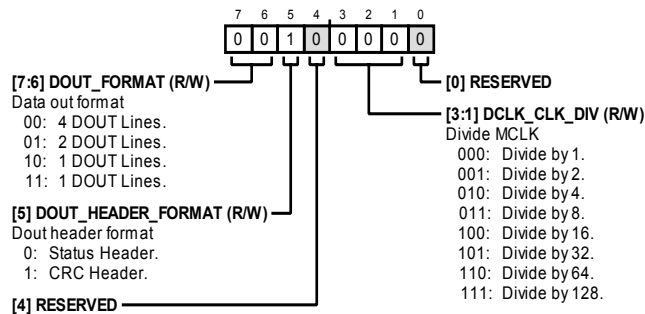 7 6 5 4 3 2 1 0
0 0 1 0 0 0 0 0
[7:6] DOUT_FORMAT (R/W)
Data out format
00: 4 DOUT Lines.
01: 2 DOUT Lines.
10: 1 DOUT Lines.
11: 1 DOUT Lines.
[5] DOUT_HEADER_FORMAT (R/W)
Dout header format
0: Status Header.
1: CRC Header.
[4] RESERVED
[0] RESERVED
[3:1] DCLK_CLK_DIV (R/W)
Divide MCLK
000: Divide by 1.
001: Divide by 2.
010: Divide by 4.
011: Divide by 8.
100: Divide by 16.
101: Divide by 32.
110: Divide by 64.
111: Divide by 128.